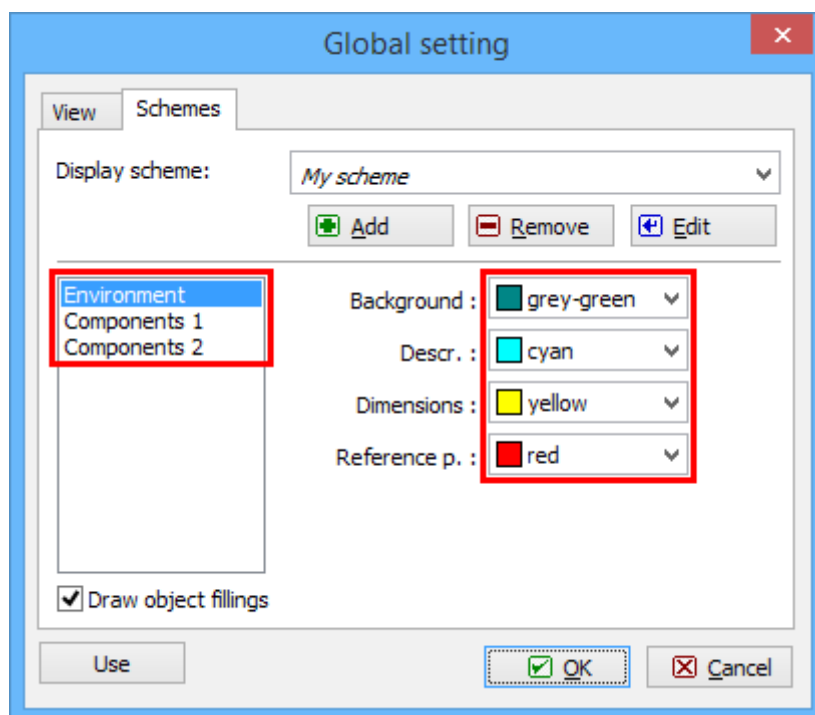 Global setting
View Schemes
Display scheme: My scheme
Add Remove Edit
Environment
Components 1
Components 2
Background : grey-green
Descr. : cyan
Dimensions : yellow
Reference p. : red
Draw object fillings
Use OK Cancel